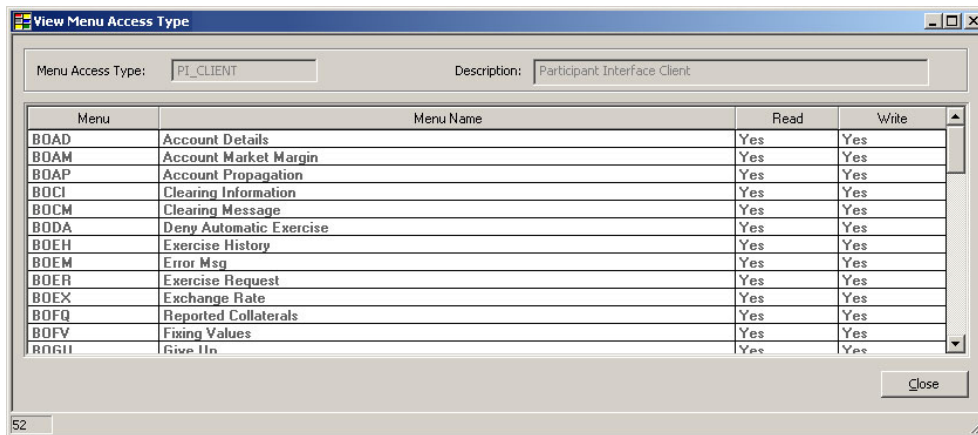 View Menu Access Type
Menu Access Type: PI_CLIENT Description: Participant Interface Client
Menu Menu Name Read Write
BOAD Account Details Yes Yes
BOAM Account Market Margin Yes Yes
BOAP Account Propagation Yes Yes
BOCI Clearing Information Yes Yes
BOCM Clearing Message Yes Yes
BODA Deny Automatic Exercise Yes Yes
BOEH Exercise History Yes Yes
BOEM Error Msg Yes Yes
BOER Exercise Request Yes Yes
BOEX Exchange Rate Yes Yes
BOFQ Reported Collaterals Yes Yes
BOFV Fixing Values Yes Yes
BOGU Give Up Yes Yes
Close
52